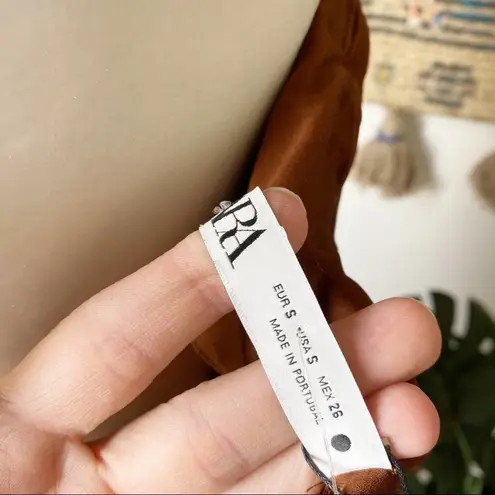 RA
EUR S USA S MEX 26
MADE IN PORTUGAL